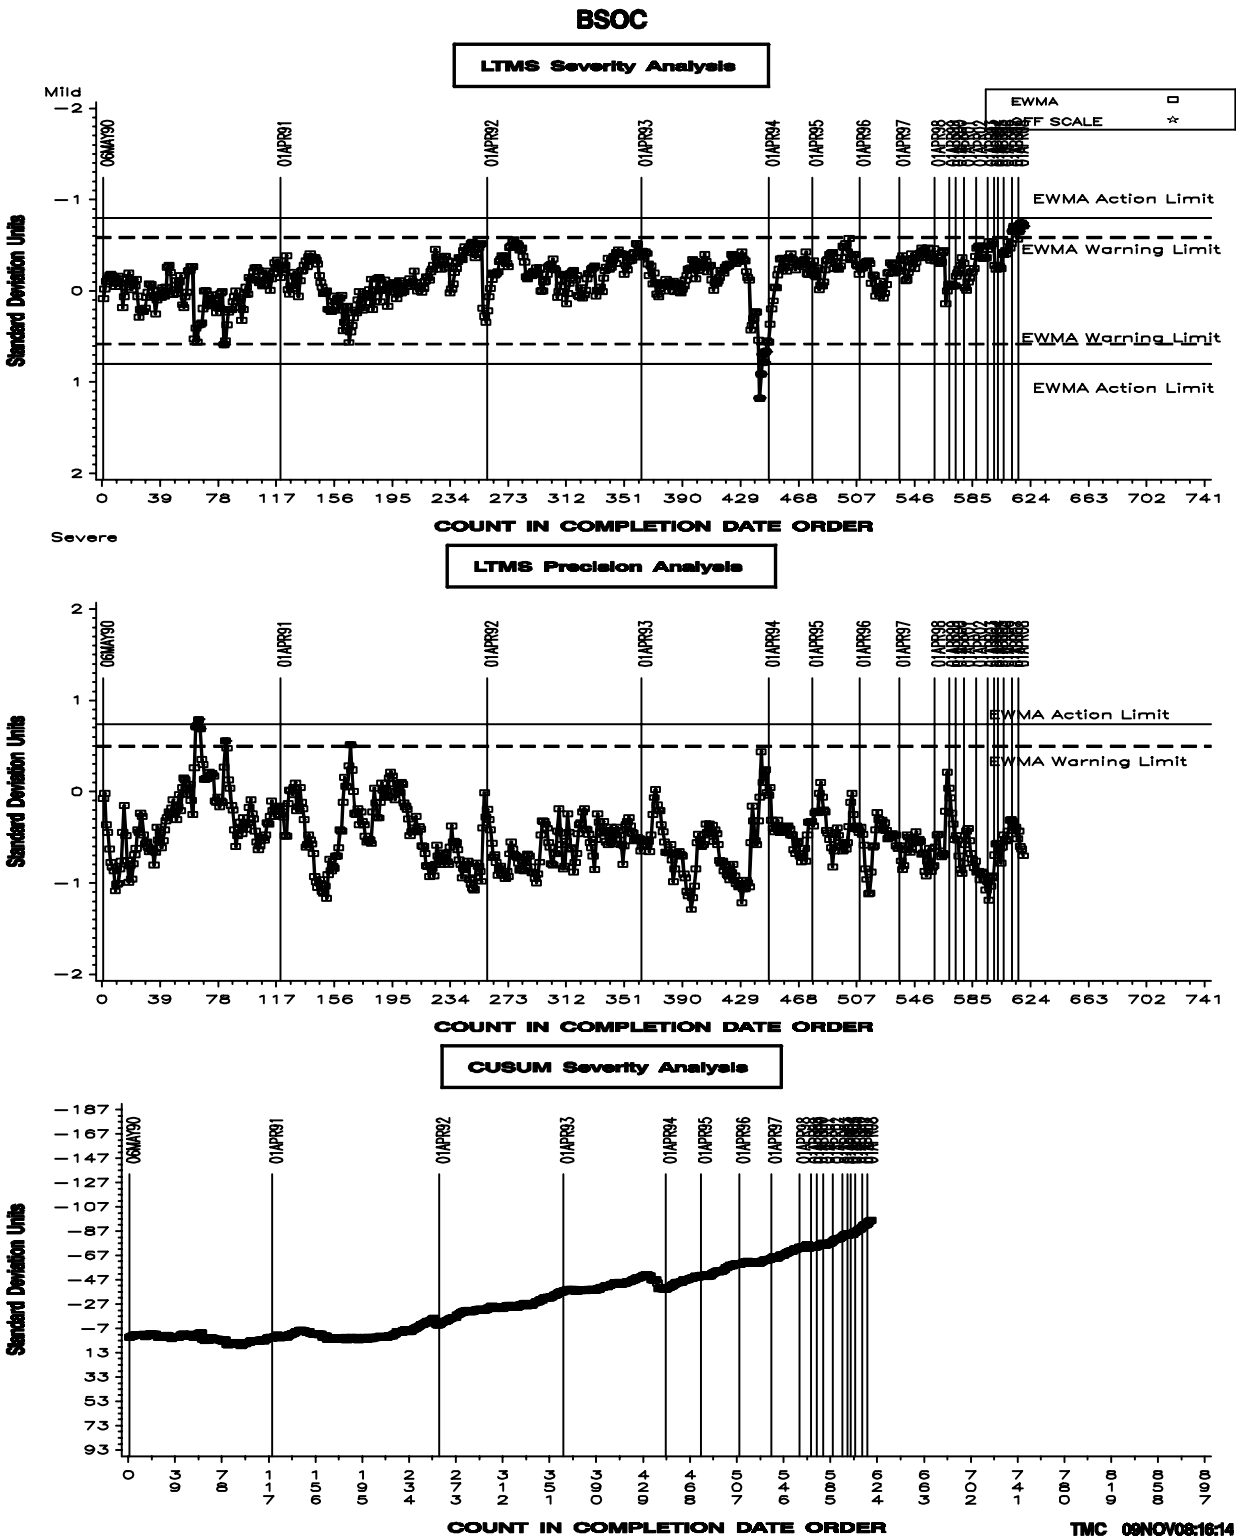 BSOC
LTMS Severity Analysis
Mild
EWMA
OFF SCALE
-2
-1
0
1
2
Standard Deviation Units
06MAY90
01APR91
01APR92
01APR93
01APR94
01APR95
01APR96
01APR97
01APR98
EWMA Action Limit
EWMA Warning Limit
EWMA Warning Limit
EWMA Action Limit
0 39 78 117 156 195 234 273 312 351 390 429 468 507 546 585 624 663 702 741
COUNT IN COMPLETION DATE ORDER
Severe
LTMS Precision Analysis
2
1
0
-1
-2
Standard Deviation Units
06MAY90
01APR91
01APR92
01APR93
01APR94
01APR95
01APR96
01APR97
01APR98
EWMA Action Limit
EWMA Warning Limit
0 39 78 117 156 195 234 273 312 351 390 429 468 507 546 585 624 663 702 741
COUNT IN COMPLETION DATE ORDER
CUSUM Severity Analysis
-187
-167
-147
-127
-107
-87
-67
-47
-27
-7
13
33
53
73
93
Standard Deviation Units
06MAY90
01APR91
01APR92
01APR93
01APR94
01APR95
01APR96
01APR97
01APR98
0 39 78 117 156 195 234 273 312 351 390 429 468 507 546 585 624 663 702 741 780 819 858 897
COUNT IN COMPLETION DATE ORDER
TMC 09NOV08:16:14